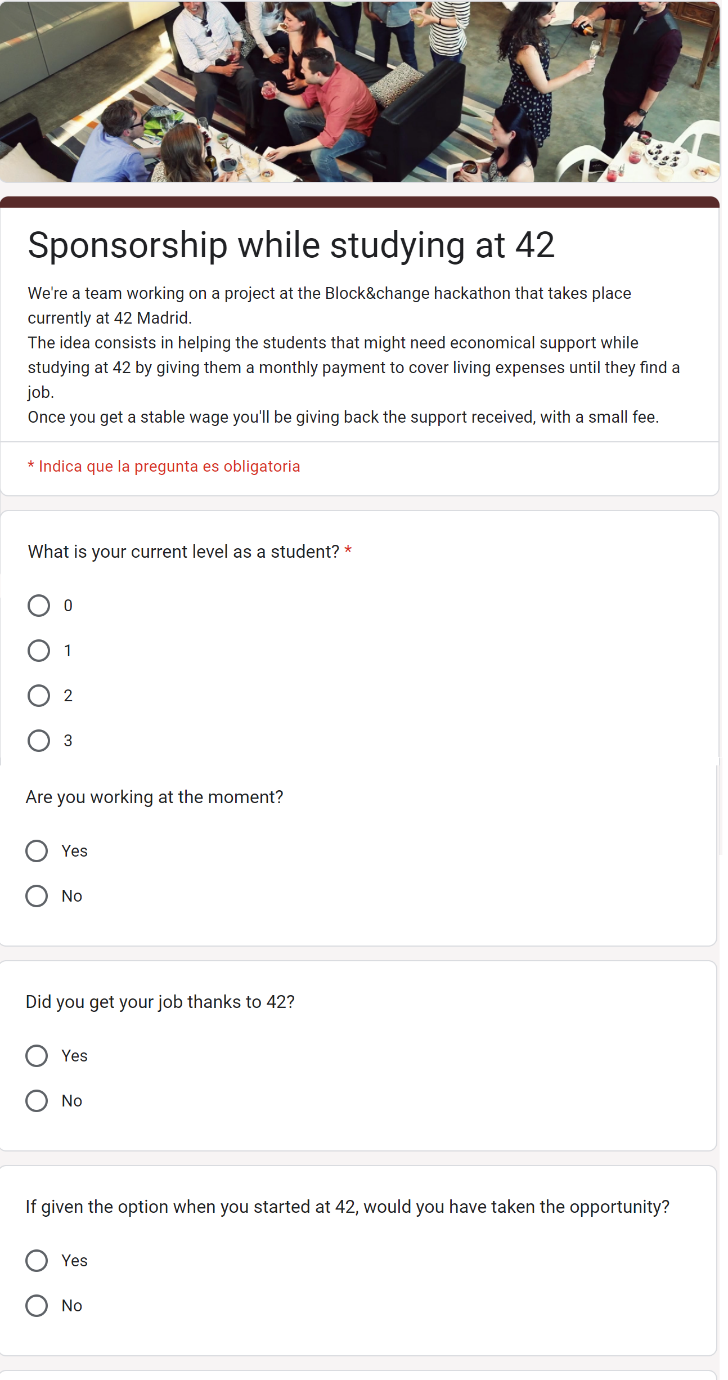 Sponsorship while studying at 42
We're a team working on a project at the Block&change hackathon that takes place
currently at 42 Madrid.
The idea consists in helping the students that might need economical support while
studying at 42 by giving them a monthly payment to cover living expenses until they find a
job.
Once you get a stable wage you'll be giving back the support received, with a small fee.
* Indica que la pregunta es obligatoria
What is your current level as a student? *
0
1
2
3
Are you working at the moment?
Yes
No
Did you get your job thanks to 42?
Yes
No
If given the option when you started at 42, would you have taken the opportunity?
Yes
No